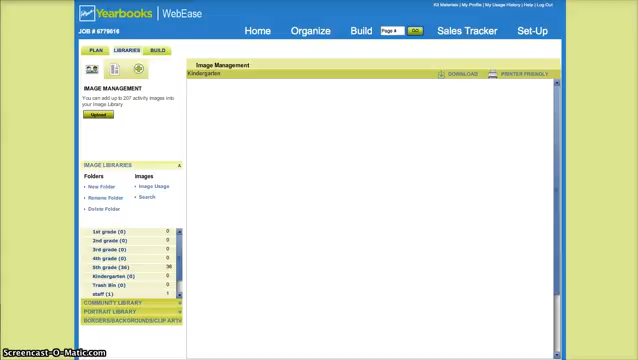 Kit Materials | My Profile | My Usage History | Help | Log Out
Yearbooks WebEase
JOB # 6779616
Home Organize Build Page 4 GO Sales Tracker Set-Up
PLAN LIBRARIES BUILD
Image Management
Kindergarten
DOWNLOAD PRINTER FRIENDLY
IMAGE MANAGEMENT
You can add up to 207 activity images into
your Image Library
Upload
IMAGE LIBRARIES
Folders Images
New Folder Image Usage
Rename Folder Search
Delete Folder
1st grade (0) 0
2nd grade (0) 0
3rd grade (0) 0
4th grade (0) 0
5th grade (36) 36
Kindergarten (0) 0
Trash Bin (0) 0
staff (1) 1
COMMUNITY LIBRARY
PORTRAIT LIBRARY
BORDERS/BACKGROUNDS/CLIP ART
Screencast-O-Matic.com